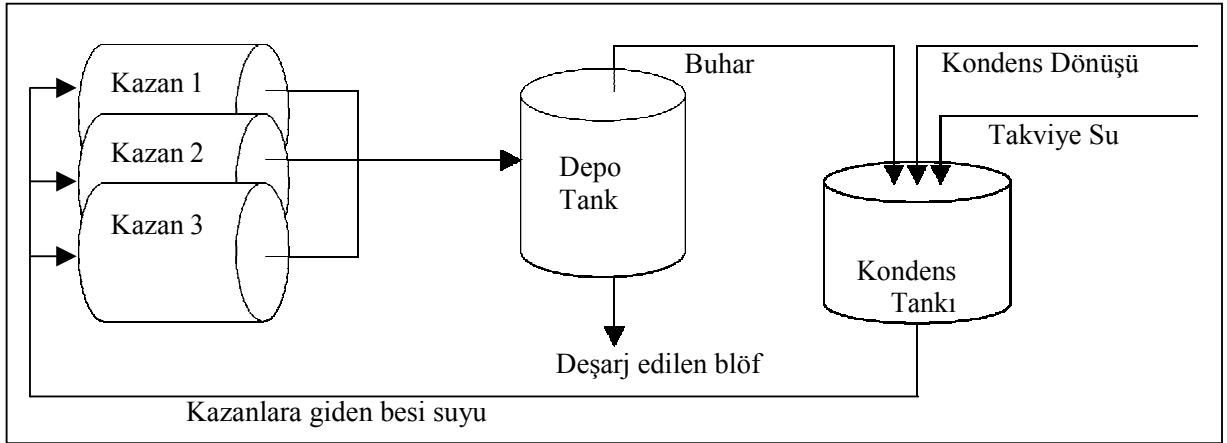 Kazan 1
Kazan 2
Kazan 3
Buhar
Kondens Dönüşü
Takviye Su
Depo
Tank
Kondens
Tankı
Deşarj edilen blöf
Kazanlara giden besi suyu